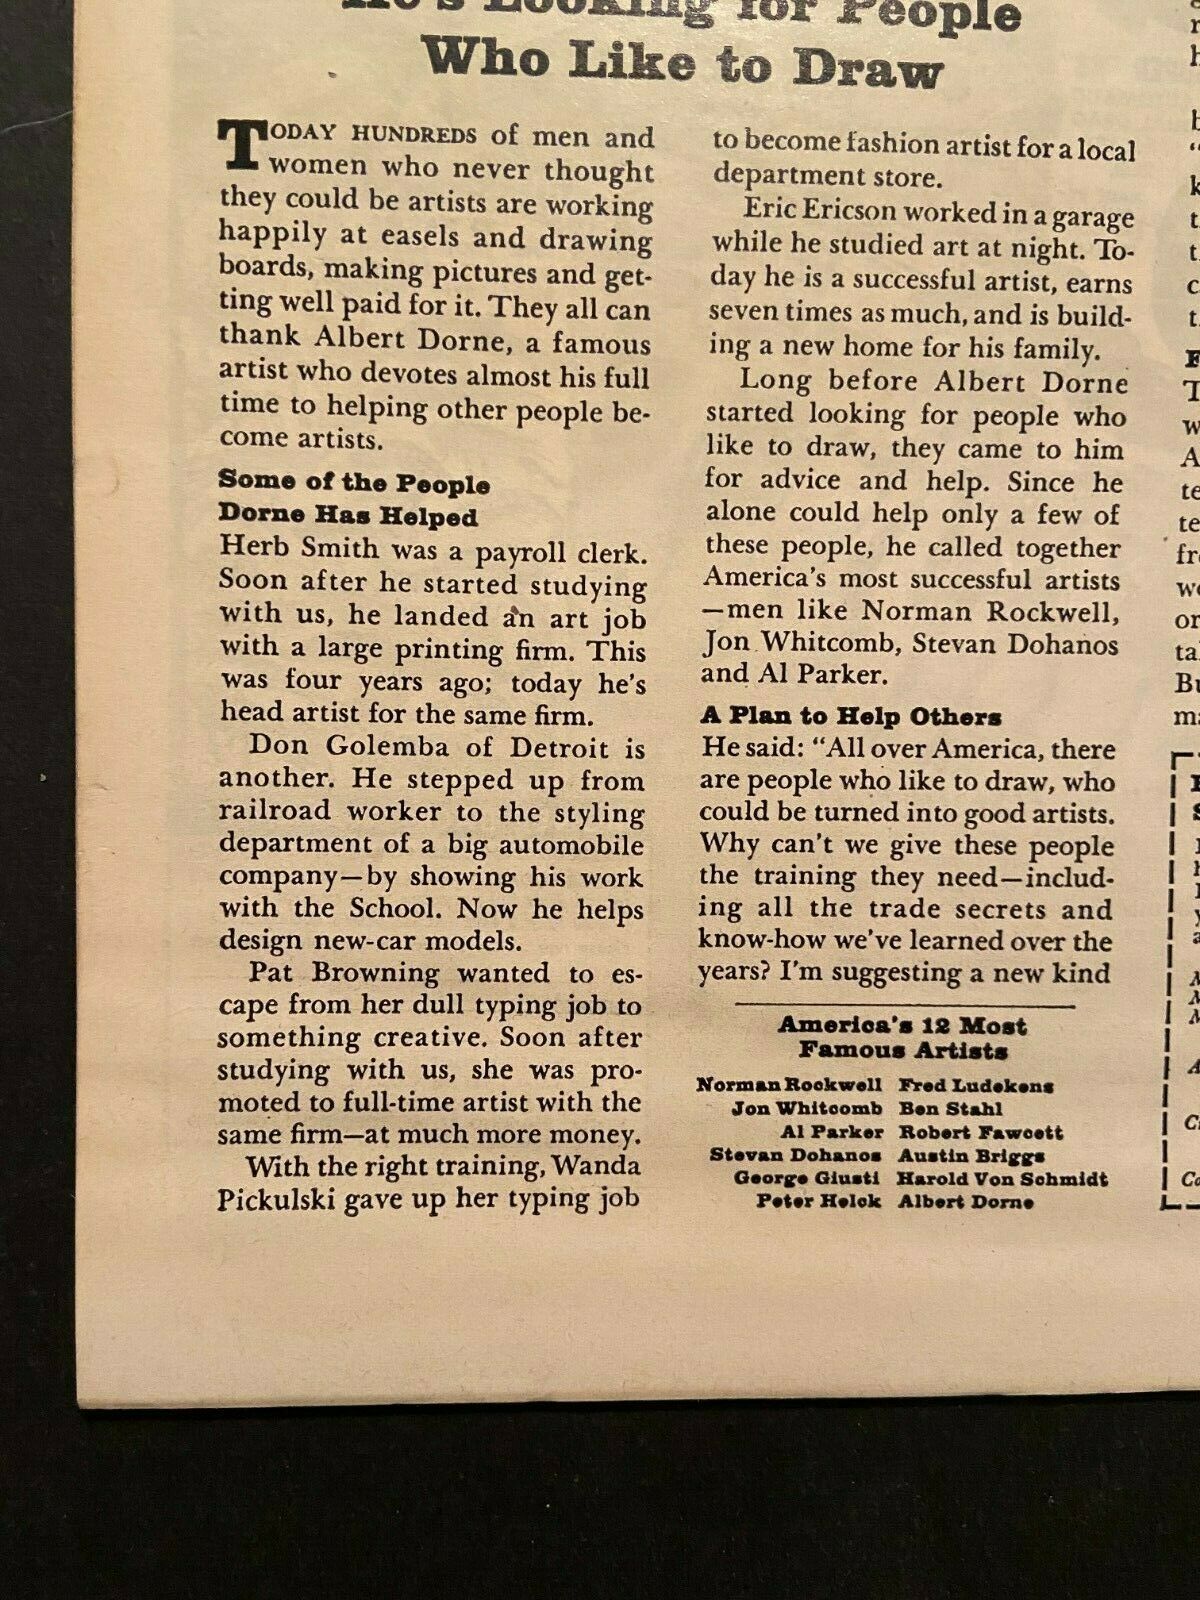 He's Looking for People
Who Like to Draw
TODAY HUNDREDS of men and
women who never thought
they could be artists are working
happily at easels and drawing
boards, making pictures and get-
ting well paid for it. They all can
thank Albert Dorne, a famous
artist who devotes almost his full
time to helping other people be-
come artists.
Some of the People
Dorne Has Helped
Herb Smith was a payroll clerk.
Soon after he started studying
with us, he landed an art job
with a large printing firm. This
was four years ago; today he's
head artist for the same firm.
Don Golemba of Detroit is
another. He stepped up from
railroad worker to the styling
department of a big automobile
company—by showing his work
with the School. Now he helps
design new-car models.
Pat Browning wanted to es-
cape from her dull typing job to
something creative. Soon after
studying with us, she was pro-
moted to full-time artist with the
same firm—at much more money.
With the right training, Wanda
Pickulski gave up her typing job
to become fashion artist for a local
department store.
Eric Ericson worked in a garage
while he studied art at night. To-
day he is a successful artist, earns
seven times as much, and is build-
ing a new home for his family.
Long before Albert Dorne
started looking for people who
like to draw, they came to him
for advice and help. Since he
alone could help only a few of
these people, he called together
America's most successful artists
—men like Norman Rockwell,
Jon Whitcomb, Stevan Dohanos
and Al Parker.
A Plan to Help Others
He said: "All over America, there
are people who like to draw, who
could be turned into good artists.
Why can't we give these people
the training they need—includ-
ing all the trade secrets and
know-how we've learned over the
years? I'm suggesting a new kind
America's 12 Most
Famous Artists
Norman Rockwell Fred Ludekens
Jon Whitcomb Ben Stahl
Al Parker Robert Fawcett
Stevan Dohanos Austin Briggs
George Giusti Harold Von Schmidt
Peter Helck Albert Dorne